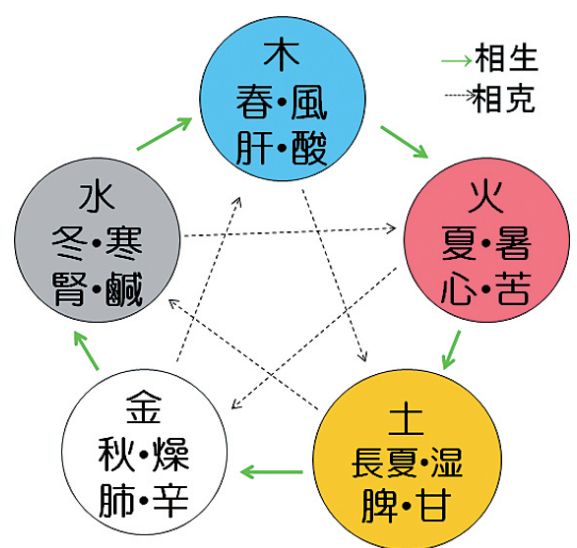 木
春・風
肝・酸
→相生
⇢相克
水
冬・寒
腎・鹹
火
夏・暑
心・苦
金
秋・燥
肺・辛
土
長夏・湿
脾・甘